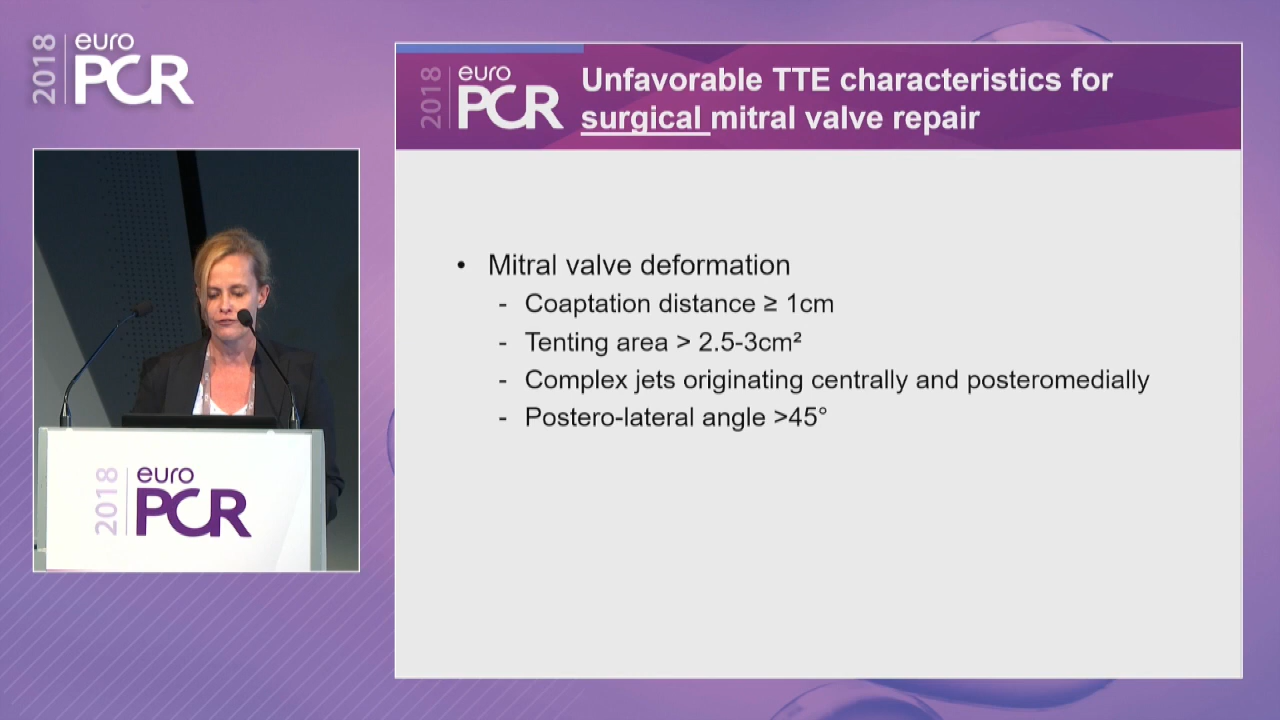 2018 euro PCR
2018 euro PCR
Unfavorable TTE characteristics for
surgical mitral valve repair
• Mitral valve deformation
- Coaptation distance ≥ 1cm
- Tenting area > 2.5-3cm²
- Complex jets originating centrally and posteromedially
- Postero-lateral angle >45°
2018 euro PCR